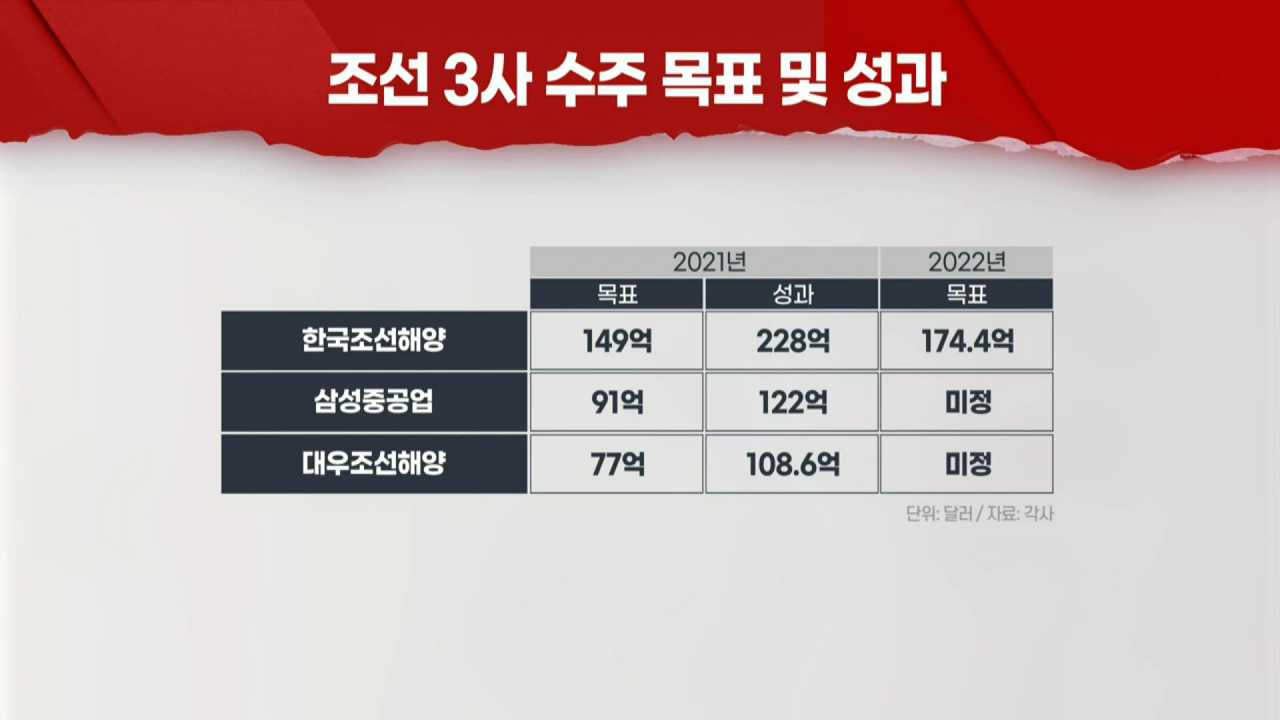 조선 3사 수주 목표 및 성과
2021년 2022년
목표 성과 목표
한국조선해양 149억 228억 174.4억
삼성중공업 91억 122억 미정
대우조선해양 77억 108.6억 미정
단위: 달러 / 자료: 각사